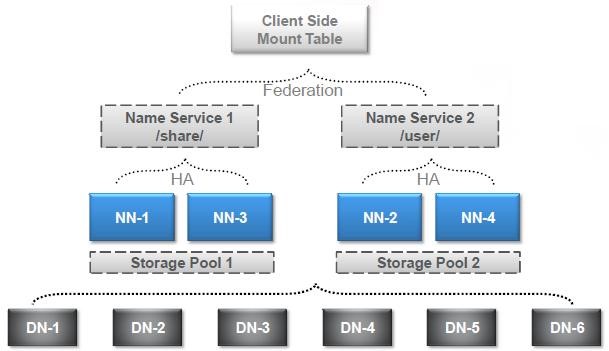 Client Side
Mount Table
Federation
Name Service 1
/share/
Name Service 2
/user/
HA
HA
NN-1
NN-3
NN-2
NN-4
Storage Pool 1
Storage Pool 2
DN-1
DN-2
DN-3
DN-4
DN-5
DN-6